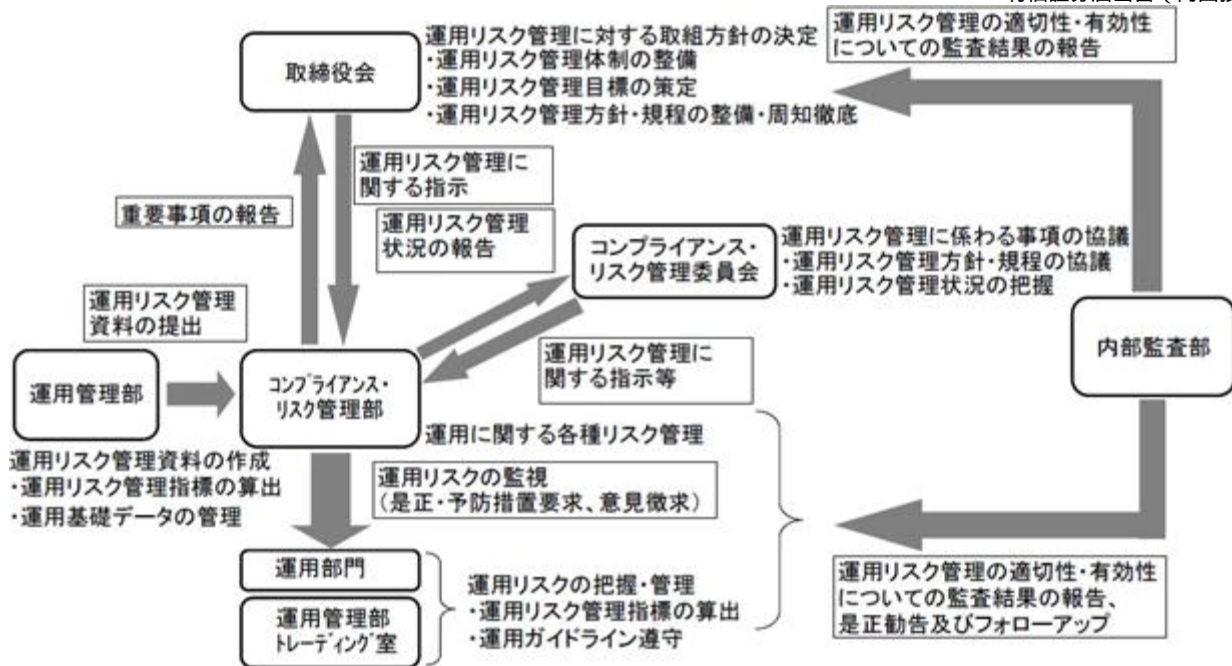 運用リスク管理に対する取組方針の決定
・運用リスク管理体制の整備
・運用リスク管理目標の策定
・運用リスク管理方針・規程の整備・周知徹底
取締役会
運用リスク管理の適切性・有効性
についての監査結果の報告
運用リスク管理に
関する指示
重要事項の報告
運用リスク管理
状況の報告
コンプライアンス・
リスク管理委員会
運用リスク管理に係わる事項の協議
・運用リスク管理方針・規程の協議
・運用リスク管理状況の把握
運用リスク管理
資料の提出
内部監査部
運用リスク管理に
関する指示等
運用管理部
コンプライアンス・
リスク管理部
運用に関する各種リスク管理
運用リスク管理資料の作成
・運用リスク管理指標の算出
・運用基礎データの管理
運用リスクの監視
(是正・予防措置要求、意見徴求)
運用部門
運用管理部
トレーディング室
運用リスクの把握・管理
・運用リスク管理指標の算出
・運用ガイドライン遵守
運用リスク管理の適切性・有効性
についての監査結果の報告、
是正勧告及びフォローアップ